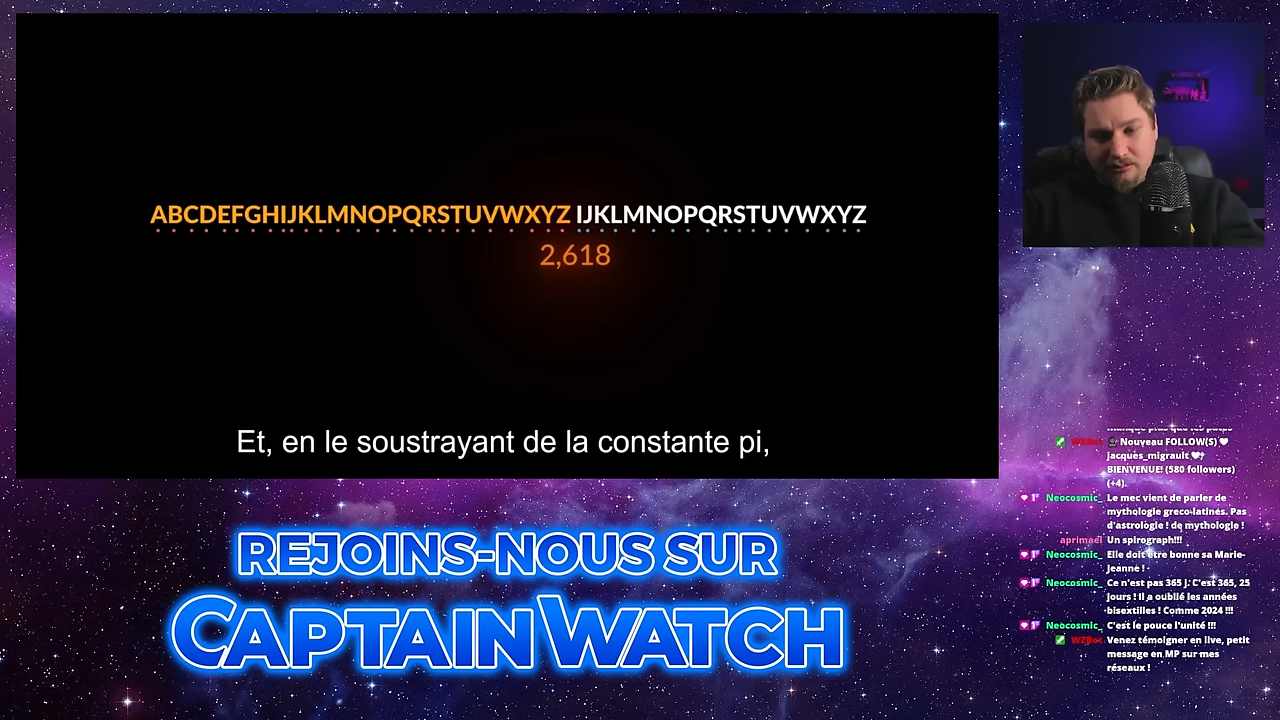 ABCDEFGHIJKLMNOPQRSTUVWXYZ IJKLMNOPQRSTUVWXYZ
2,618
Et, en le soustrayant de la constante pi,
REJOINS-NOUS SUR
CAPTAINWATCH
WZBot Nouveau FOLLOW(S)
jacques_migrault
BIENVENUE! (580 followers)
(+4).
Neocosmic_ Le mec vient de parler de
mythologie greco-latines. Pas
d'astrologie ! de mythologie !
aprimael Un spirograph!!!
Neocosmic_ Elle doit être bonne sa Marie-
Jeanne !
Neocosmic_ Ce n'est pas 365 j. C'est 365, 25
jours ! Il a oublié les années
bisextilles ! Comme 2024 !!!
Neocosmic_ C'est le pouce l'unité !!!
WZBot Venez témoigner en live, petit
message en MP sur mes
réseaux !